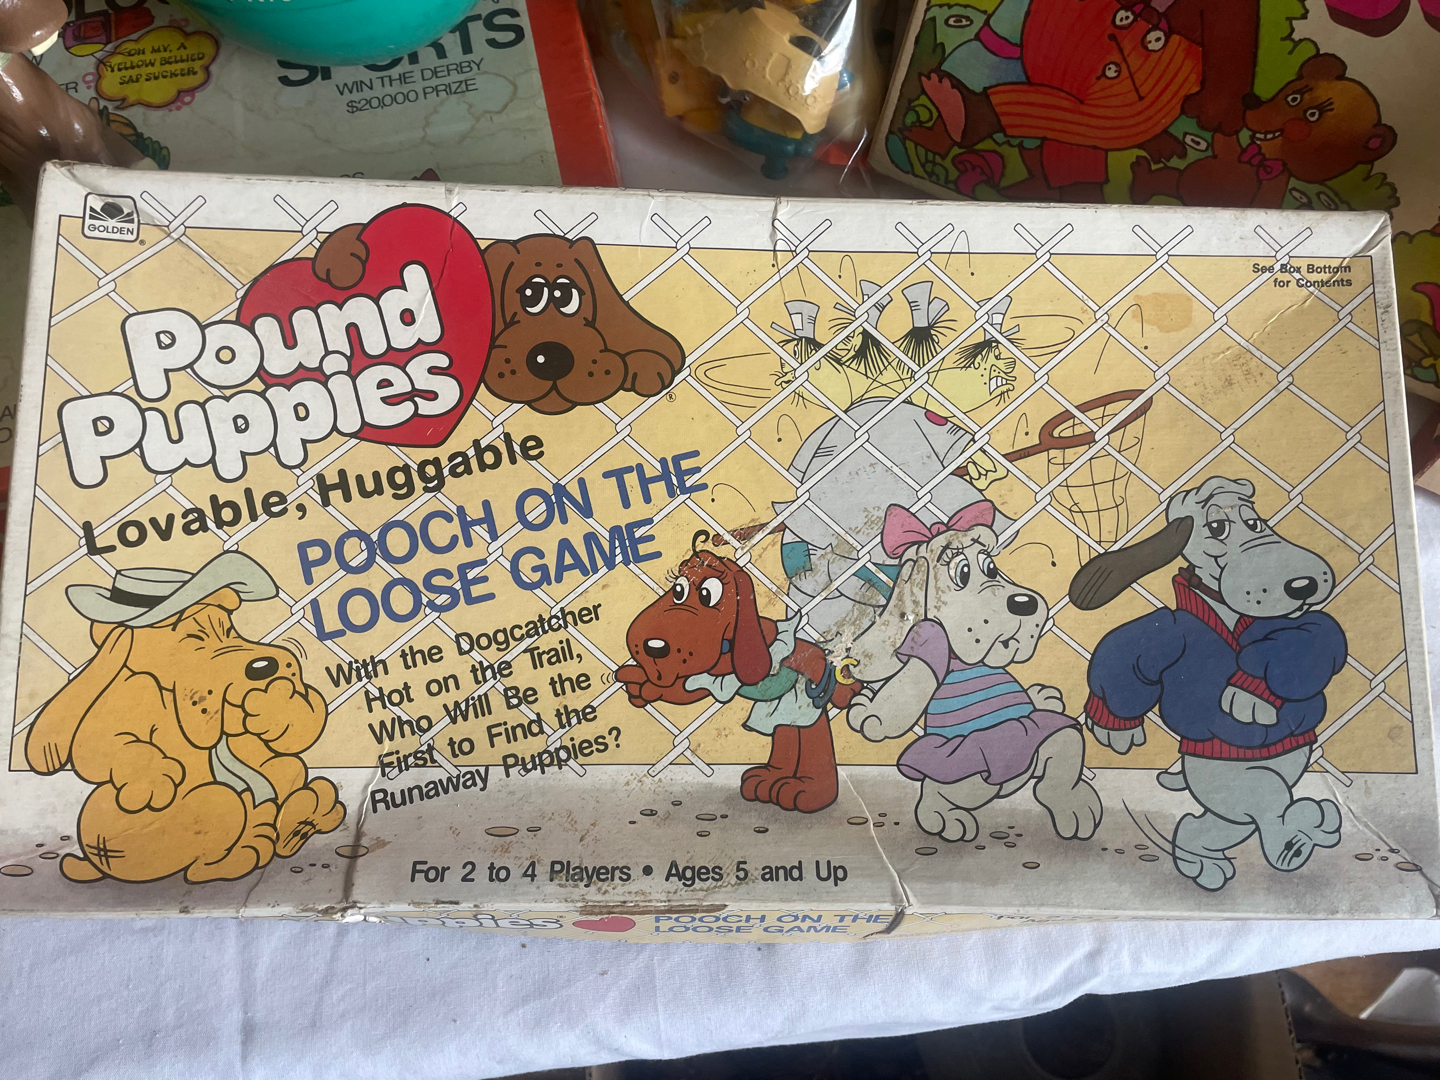 OH MY, A
YELLOW BELLIED
SAP SUCKER
SPORTS
WIN THE DERBY
$20,000 PRIZE
GOLDEN
®
See Box Bottom
for Contents
Pound
Puppies
®
Lovable, Huggable
POOCH ON THE
LOOSE GAME
With the Dogcatcher
Hot on the Trail,
Who Will Be the
First to Find the
Runaway Puppies?
For 2 to 4 Players • Ages 5 and Up
POOCH ON THE
LOOSE GAME